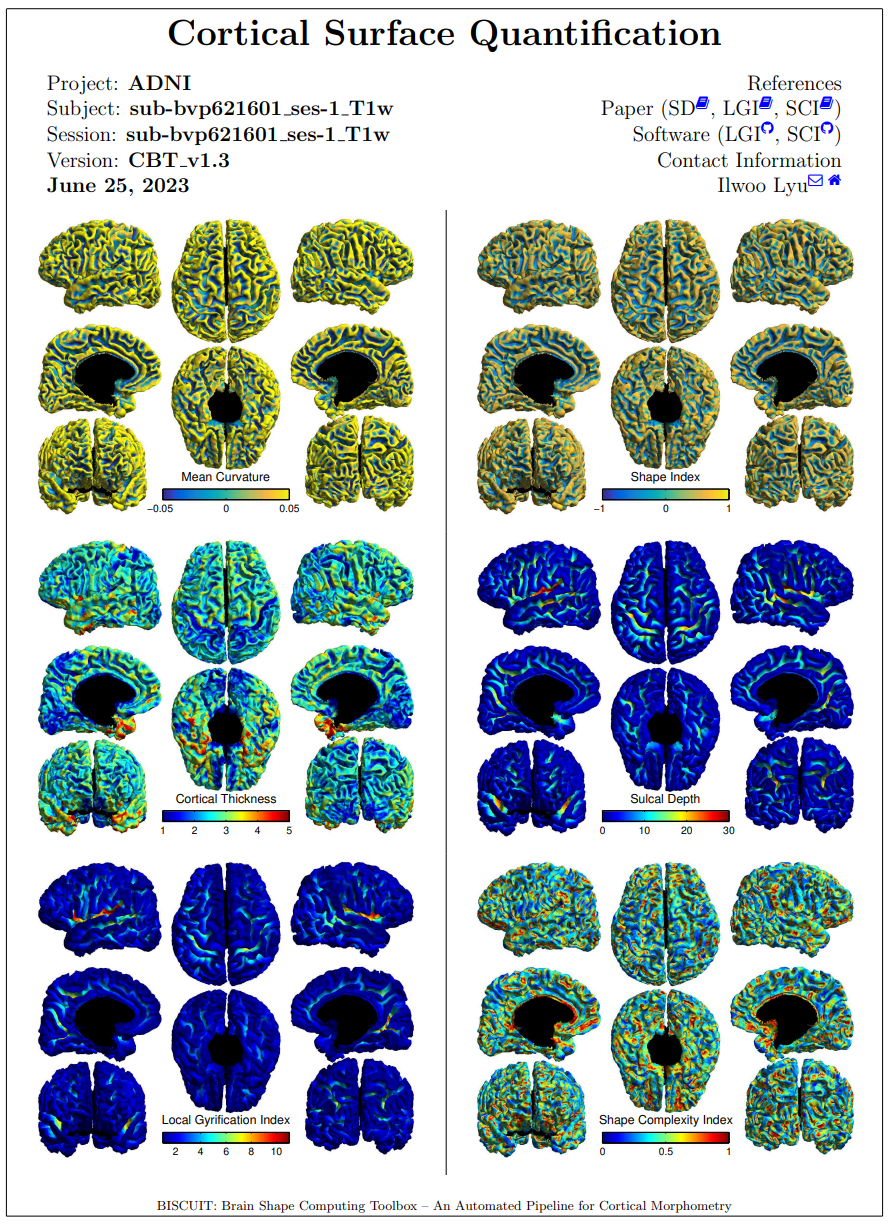 Cortical Surface Quantification
Project: ADNI
Subject: sub-bvp621601_ses-1_T1w
Session: sub-bvp621601_ses-1_T1w
Version: CBT_v1.3
June 25, 2023
References
Paper (SD, LGI, SCI)
Software (LGI, SCI)
Contact Information
Ilwoo Lyu
Mean Curvature
−0.05 0 0.05
Shape Index
−1 0 1
Cortical Thickness
1 2 3 4 5
Sulcal Depth
0 10 20 30
Local Gyrification Index
2 4 6 8 10
Shape Complexity Index
0 0.5 1
BISCUIT: Brain Shape Computing Toolbox – An Automated Pipeline for Cortical Morphometry